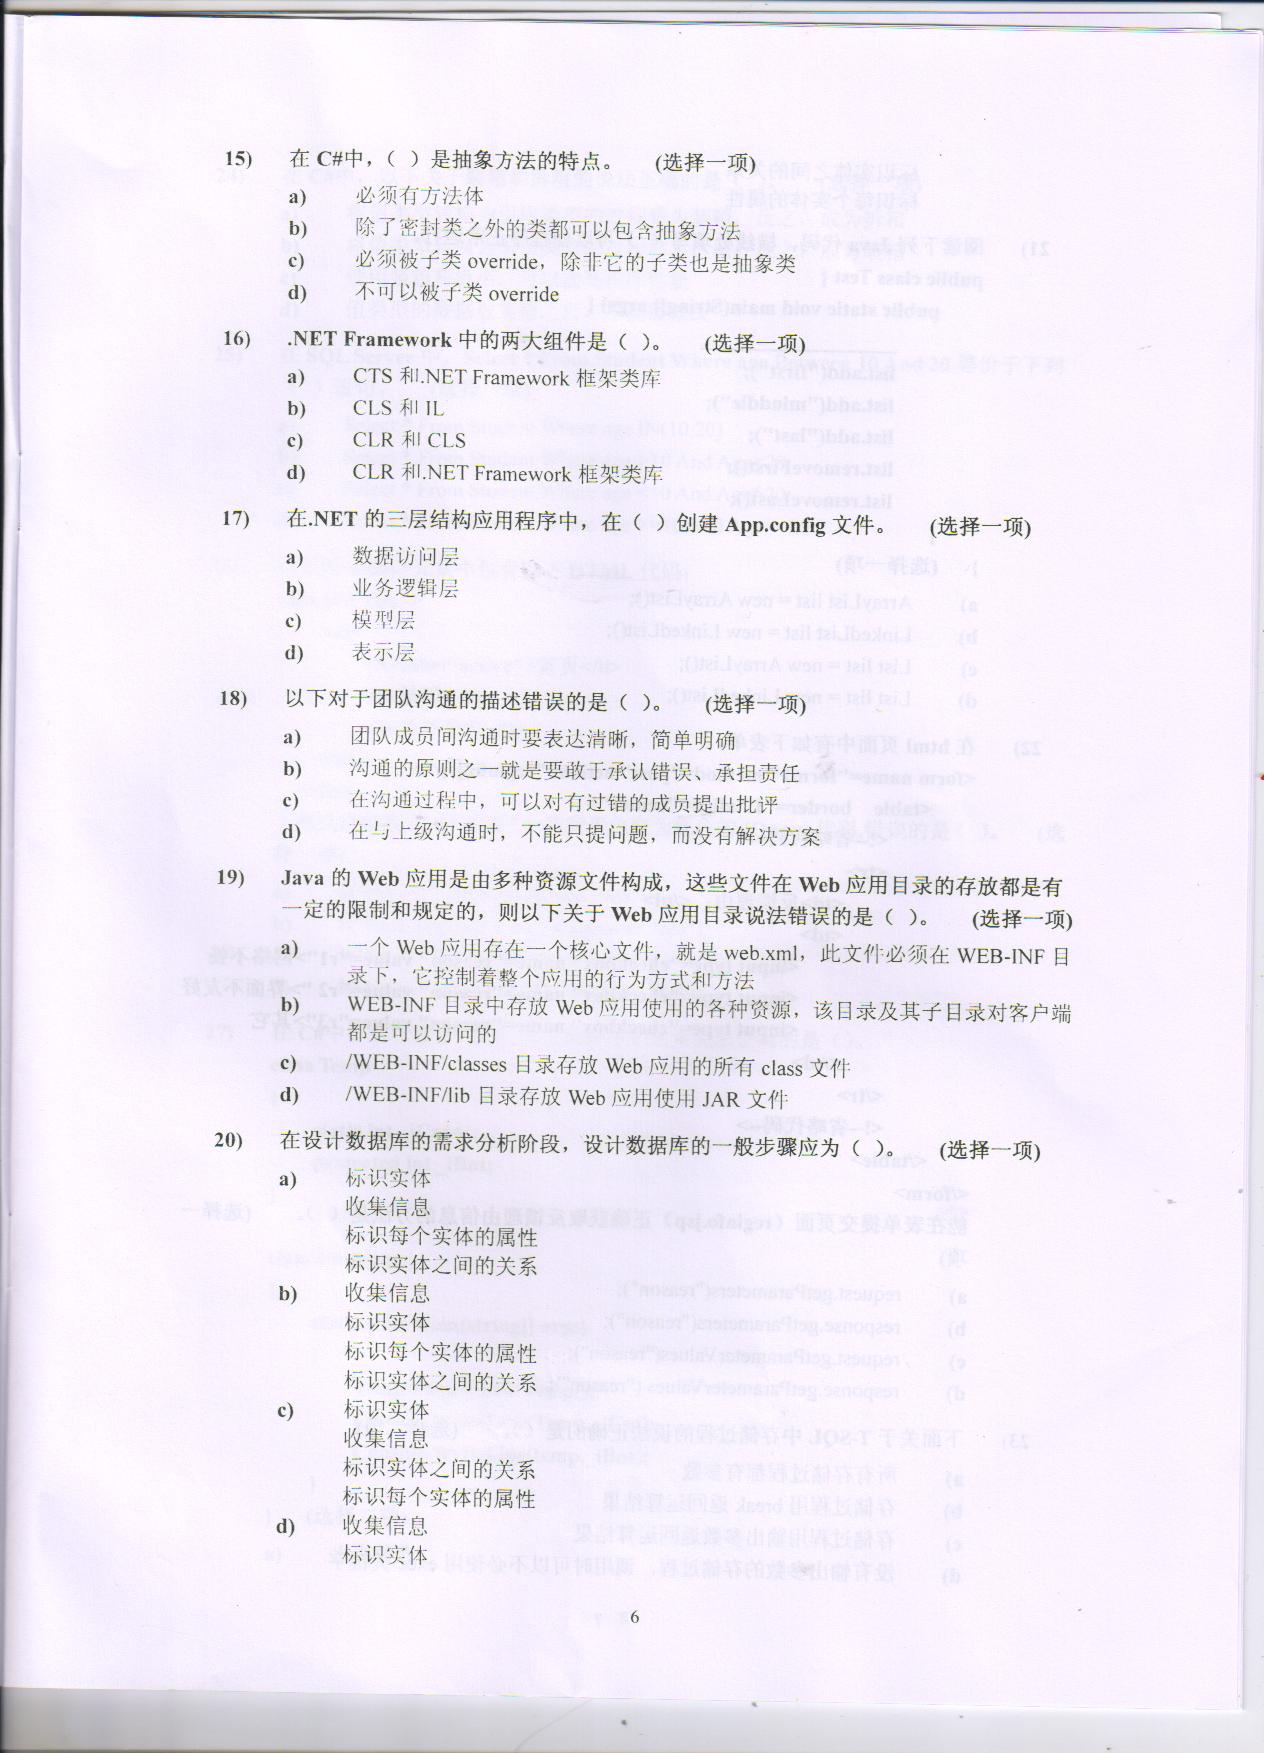 15) 在 C#中，（ ）是抽象方法的特点。 (选择一项)
a) 必须有方法体
b) 除了密封类之外的类都可以包含抽象方法
c) 必须被子类 override，除非它的子类也是抽象类
d) 不可以被子类 override
16) .NET Framework 中的两大组件是（ ）。 (选择一项)
a) CTS 和.NET Framework 框架类库
b) CLS 和 IL
c) CLR 和 CLS
d) CLR 和.NET Framework 框架类库
17) 在.NET 的三层结构应用程序中，在（ ）创建 App.config 文件。 (选择一项)
a) 数据访问层
b) 业务逻辑层
c) 模型层
d) 表示层
18) 以下对于团队沟通的描述错误的是（ ）。 (选择一项)
a) 团队成员间沟通时要表达清晰，简单明确
b) 沟通的原则之一就是要敢于承认错误、承担责任
c) 在沟通过程中，可以对有过错的成员提出批评
d) 在与上级沟通时，不能只提问题，而没有解决方案
19) Java 的 Web 应用是由多种资源文件构成，这些文件在 Web 应用目录的存放都是有
一定的限制和规定的，则以下关于 Web 应用目录说法错误的是（ ）。 (选择一项)
a) 一个 Web 应用存在一个核心文件，就是 web.xml，此文件必须在 WEB-INF 目
录下，它控制着整个应用的行为方式和方法
b) WEB-INF 目录中存放 Web 应用使用的各种资源，该目录及其子目录对客户端
都是可以访问的
c) /WEB-INF/classes 目录存放 Web 应用的所有 class 文件
d) /WEB-INF/lib 目录存放 Web 应用使用 JAR 文件
20) 在设计数据库的需求分析阶段，设计数据库的一般步骤应为（ ）。 (选择一项)
a) 标识实体
收集信息
标识每个实体的属性
标识实体之间的关系
b) 收集信息
标识实体
标识每个实体的属性
标识实体之间的关系
c) 标识实体
收集信息
标识实体之间的关系
标识每个实体的属性
d) 收集信息
标识实体
6